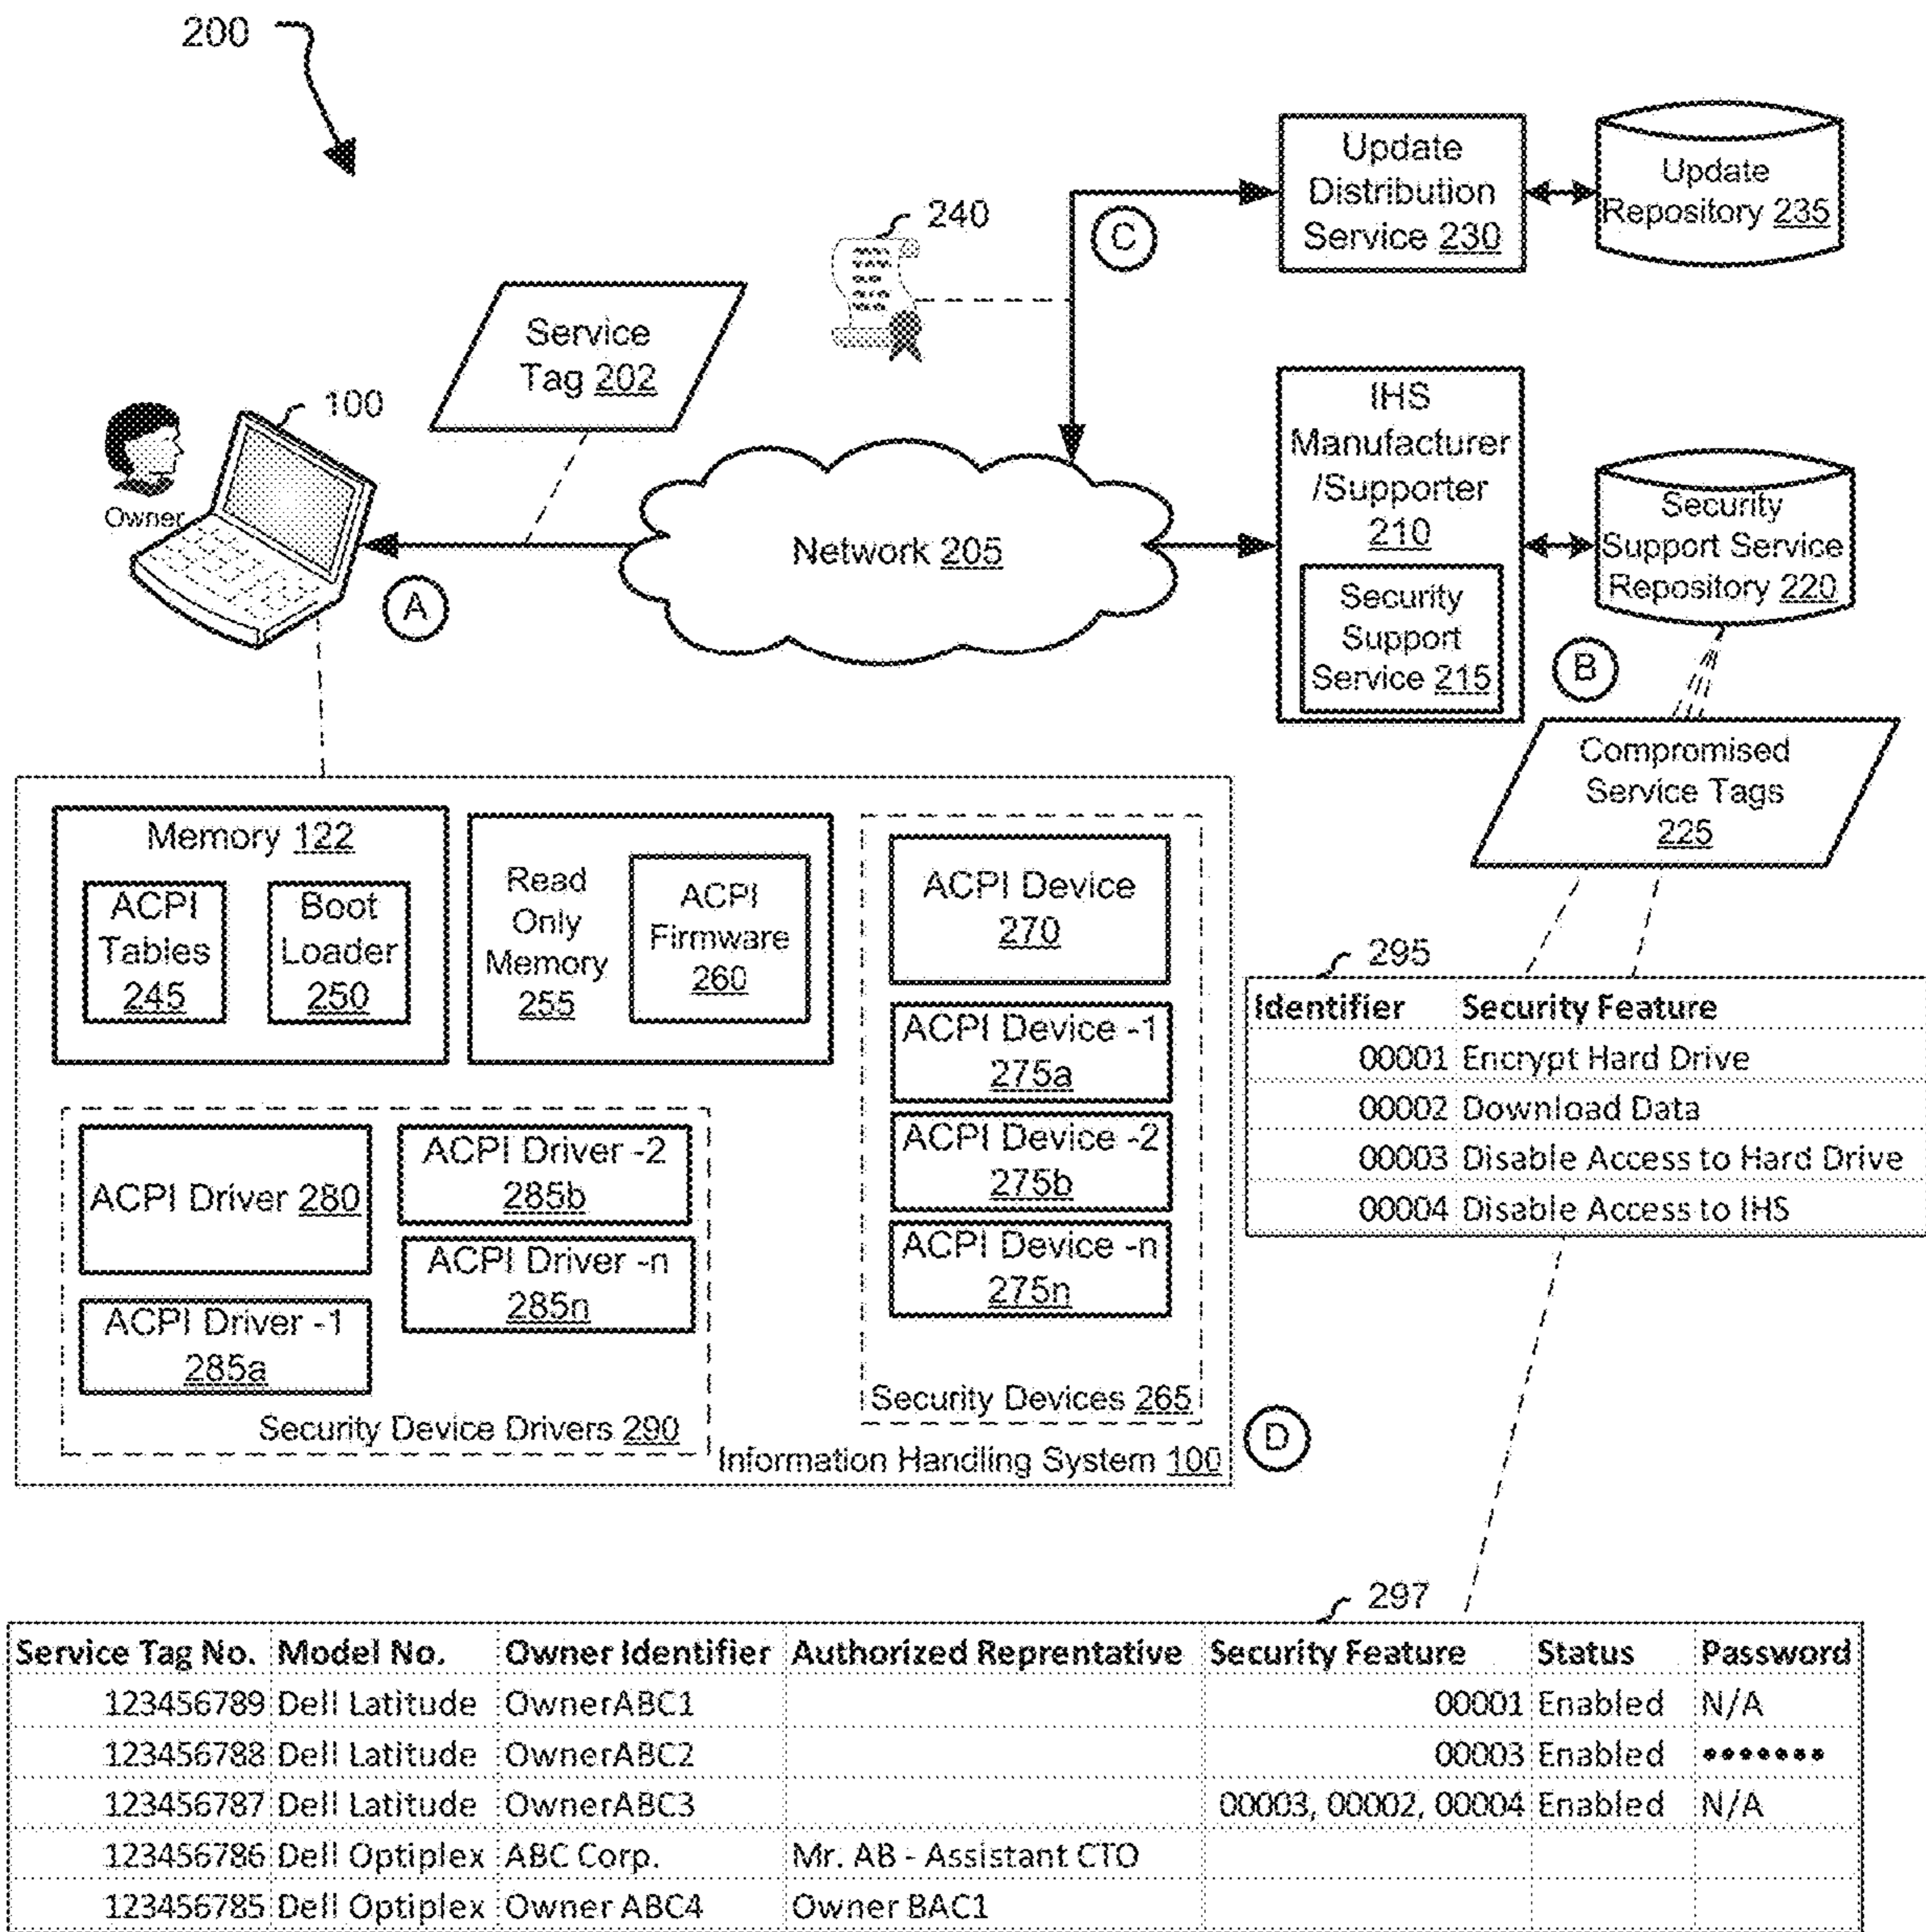 200
Update
Distribution
Service 230
Update
Repository 235
C
240
Service
Tag 202
100
Owner
A
Network 205
IHS
Manufacturer
/Supporter
210
Security
Support
Service 215
Security
Support Service
Repository 220
B
Compromised
Service Tags
225
Memory 122
ACPI
Tables
245
Boot
Loader
250
Read
Only
Memory
255
ACPI
Firmware
260
ACPI Device
270
ACPI Device -1
275a
ACPI Device -2
275b
ACPI Device -n
275n
Security Devices 265
ACPI Driver 280
ACPI Driver -2
285b
ACPI Driver -n
285n
ACPI Driver -1
285a
Security Device Drivers 290
Information Handling System 100
D
295
Identifier Security Feature
00001 Encrypt Hard Drive
00002 Download Data
00003 Disable Access to Hard Drive
00004 Disable Access to IHS
297
Service Tag No. Model No. Owner Identifier Authorized Reprentative Security Feature Status Password
123456789 Dell Latitude OwnerABC1 00001 Enabled N/A
123456788 Dell Latitude OwnerABC2 00003 Enabled •••••••
123456787 Dell Latitude OwnerABC3 00003, 00002, 00004 Enabled N/A
123456786 Dell Optiplex ABC Corp. Mr. AB - Assistant CTO
123456785 Dell Optiplex Owner ABC4 Owner BAC1